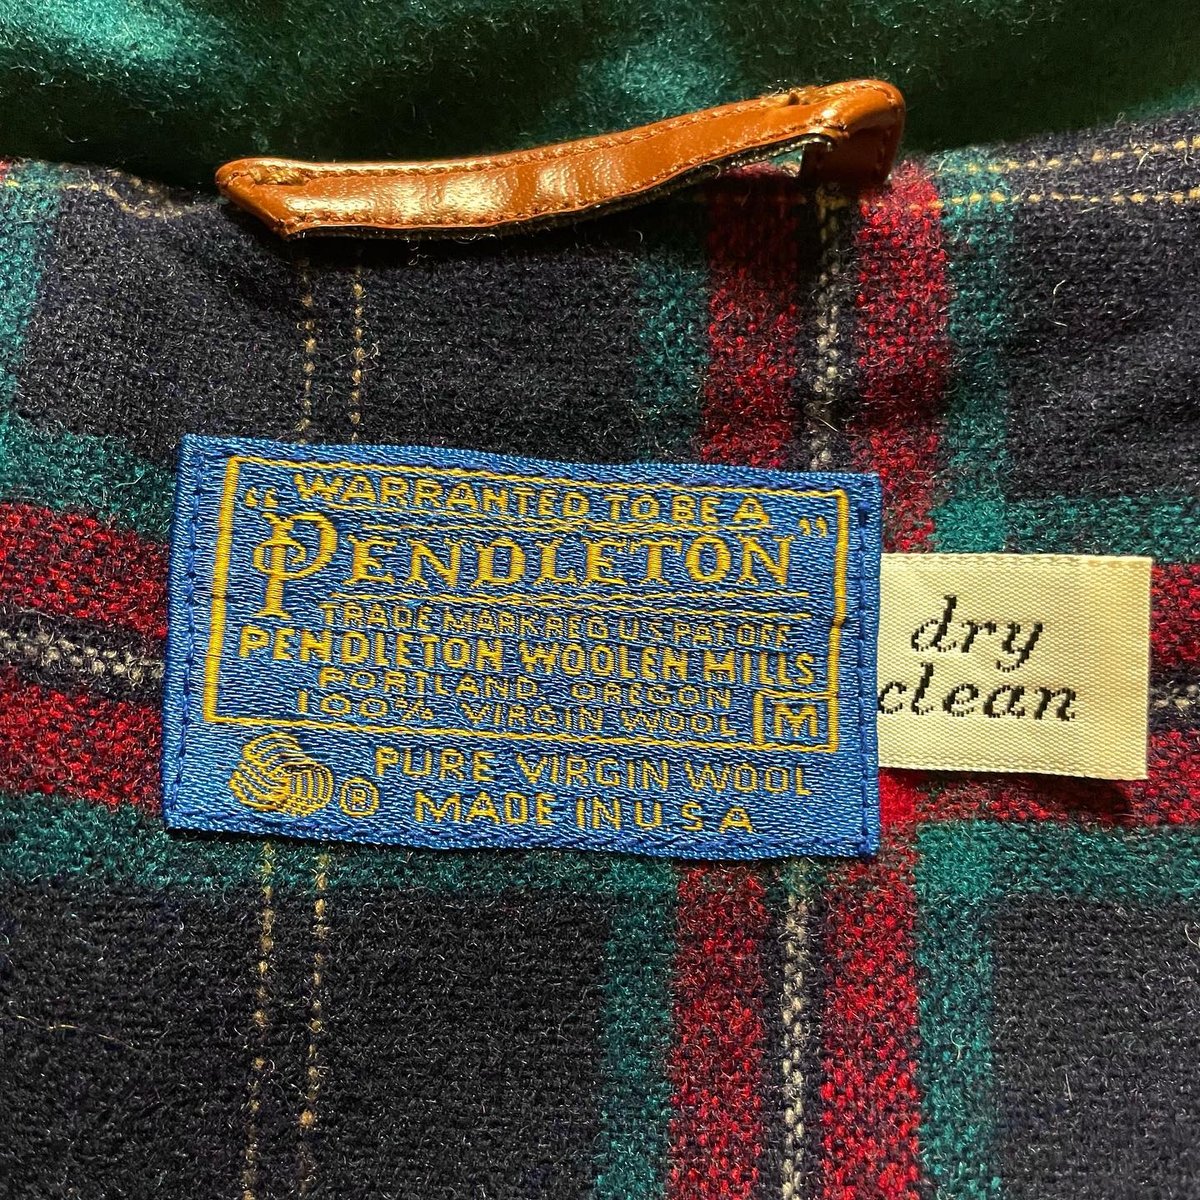 WARRANTED TO BE A
"PENDLETON"
TRADE MARK REG U.S. PAT OFF.
PENDLETON WOOLEN MILLS
PORTLAND, OREGON
100% VIRGIN WOOL M
® PURE VIRGIN WOOL
MADE IN U.S.A
dry
clean